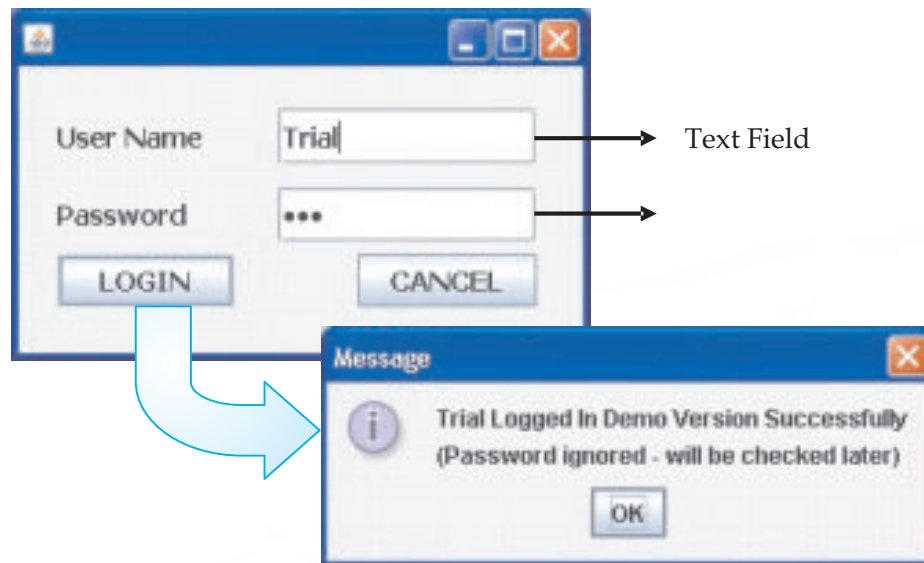 User Name
Trial
Text Field
Password
•••
LOGIN
CANCEL
Message
Trial Logged In Demo Version Successfully
(Password ignored - will be checked later)
OK